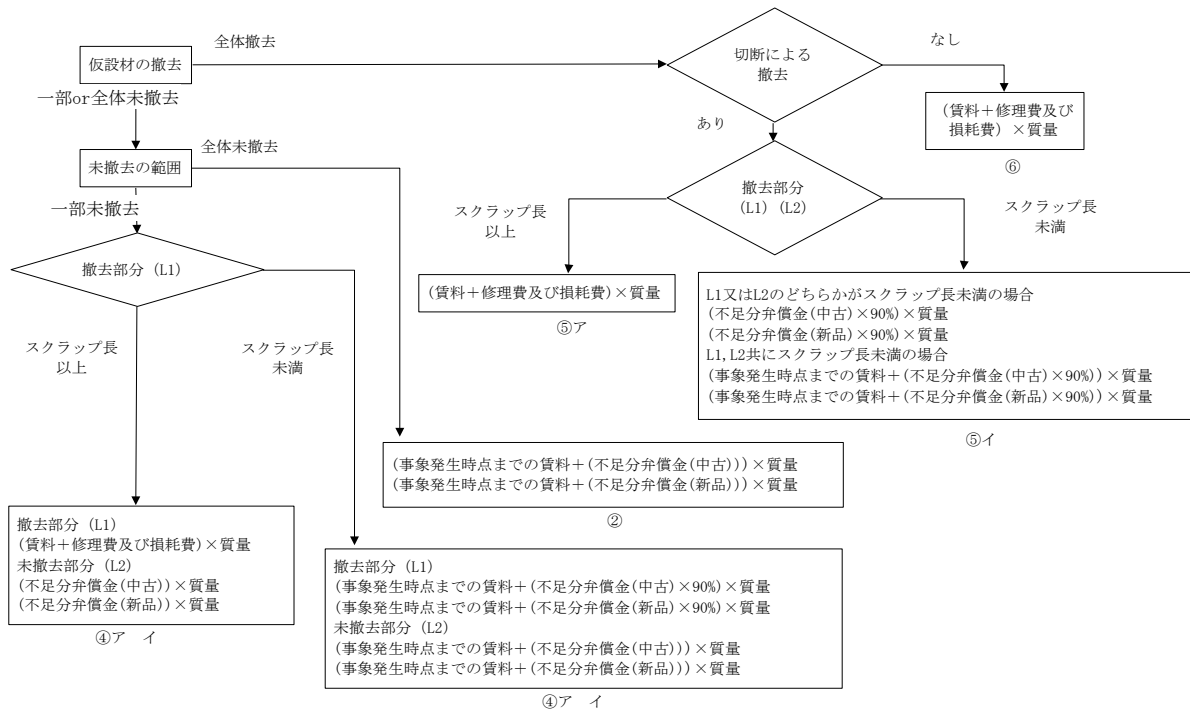 全体撤去
仮設材の撤去
一部or全体未撤去
全体未撤去
未撤去の範囲
一部未撤去
撤去部分 (L1)
スクラップ長
以上
スクラップ長
未満
撤去部分 (L1)
(賃料＋修理費及び損耗費)×質量
未撤去部分 (L2)
(不足分弁償金(中古))×質量
(不足分弁償金(新品))×質量
④ア　イ
撤去部分 (L1)
(事象発生時点までの賃料＋(不足分弁償金(中古)×90%)×質量
(事象発生時点までの賃料＋(不足分弁償金(新品)×90%)×質量
未撤去部分 (L2)
(事象発生時点までの賃料＋(不足分弁償金(中古)))×質量
(事象発生時点までの賃料＋(不足分弁償金(新品)))×質量
④ア　イ
(事象発生時点までの賃料＋(不足分弁償金(中古)))×質量
(事象発生時点までの賃料＋(不足分弁償金(新品)))×質量
②
切断による
撤去
なし
(賃料＋修理費及び
損耗費) ×質量
⑥
あり
撤去部分
(L1) (L2)
スクラップ長
以上
スクラップ長
未満
(賃料＋修理費及び損耗費)×質量
⑤ア
L1又はL2のどちらかがスクラップ長未満の場合
(不足分弁償金(中古)×90%)×質量
(不足分弁償金(新品)×90%)×質量
L1,L2共にスクラップ長未満の場合
(事象発生時点までの賃料＋(不足分弁償金(中古)×90%))×質量
(事象発生時点までの賃料＋(不足分弁償金(新品)×90%))×質量
⑤イ